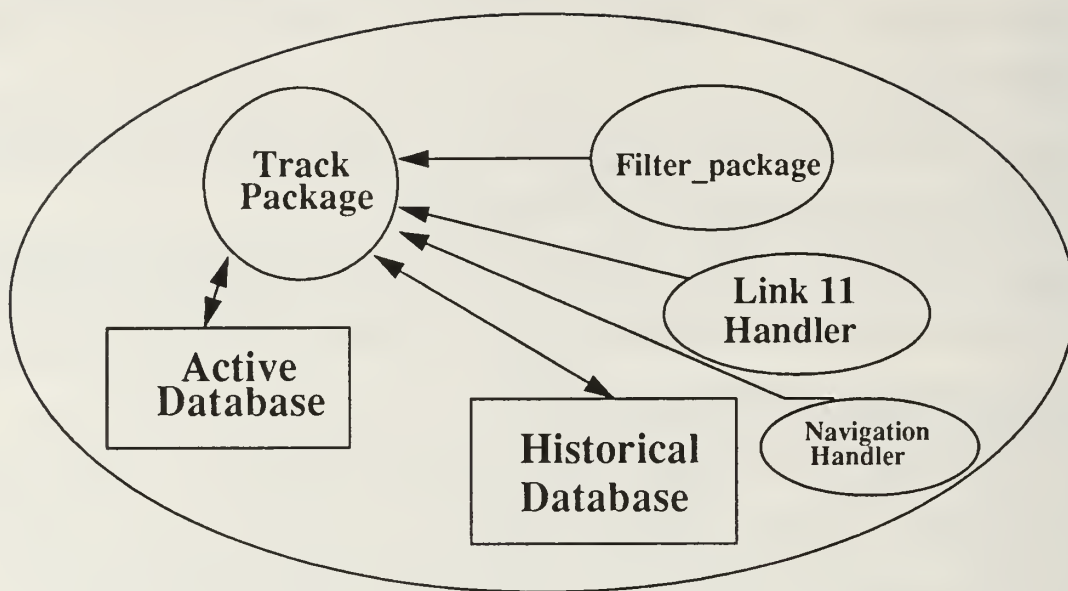 Track
Package
Filter_package
Link 11
Handler
Active
Database
Historical
Database
Navigation
Handler